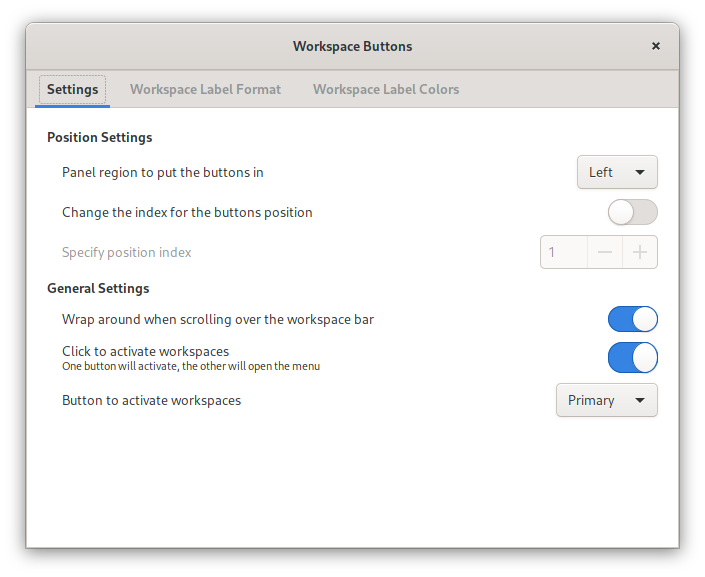 Workspace Buttons
Settings
Workspace Label Format
Workspace Label Colors
Position Settings
Panel region to put the buttons in
Left
Change the index for the buttons position
Specify position index
1
General Settings
Wrap around when scrolling over the workspace bar
Click to activate workspaces
One button will activate, the other will open the menu
Button to activate workspaces
Primary